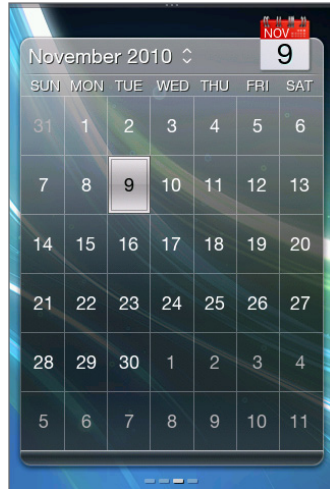 NOV
9
November 2010
SUN MON TUE WED THU FRI SAT
31 1 2 3 4 5 6
7 8 9 10 11 12 13
14 15 16 17 18 19 20
21 22 23 24 25 26 27
28 29 30 1 2 3 4
5 6 7 8 9 10 11